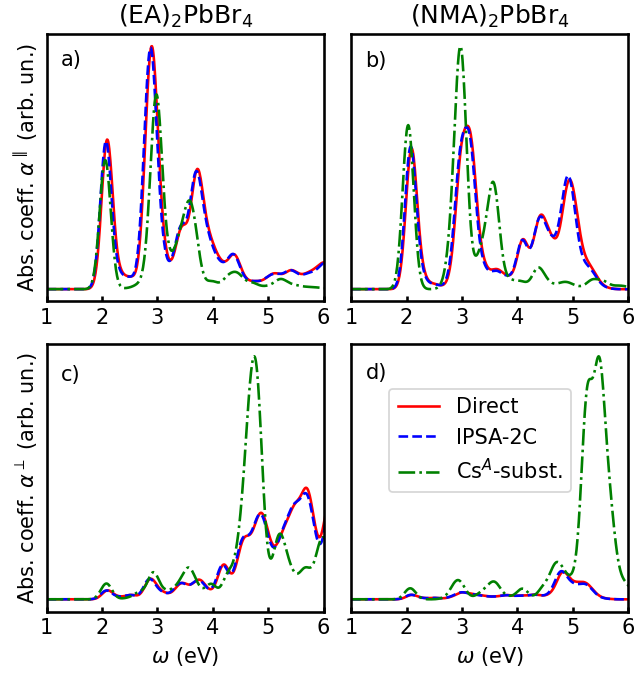 (EA)₂PbBr₄
(NMA)₂PbBr₄
Abs. coeff. α^∥ (arb. un.)
a)
1 2 3 4 5 6
b)
1 2 3 4 5 6
Abs. coeff. α^⊥ (arb. un.)
c)
1 2 3 4 5 6
ω (eV)
d)
Direct
IPSA-2C
Cs^A-subst.
1 2 3 4 5 6
ω (eV)